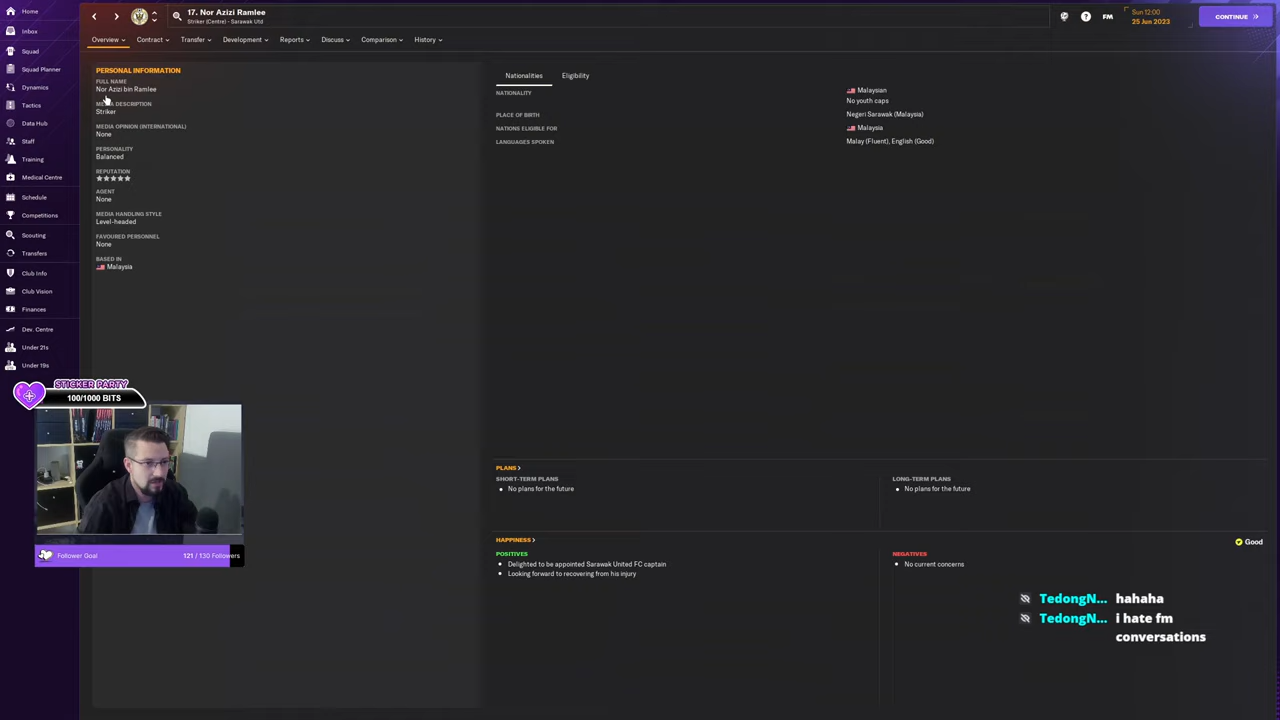 Home
Inbox
Squad
Squad Planner
Dynamics
Tactics
Data Hub
Staff
Training
Medical Centre
Schedule
Competitions
Scouting
Transfers
Club Info
Club Vision
Finances
Dev. Centre
Under 21s
Under 19s
17. Nor Azizi Ramlee
Striker (Centre) - Sarawak Utd
FM
Sun 12:00
25 Jun 2023
CONTINUE
Overview
Contract
Transfer
Development
Reports
Discuss
Comparison
History
PERSONAL INFORMATION
FULL NAME
Nor Azizi bin Ramlee
MEDIA DESCRIPTION
Striker
MEDIA OPINION (INTERNATIONAL)
None
PERSONALITY
Balanced
REPUTATION
AGENT
None
MEDIA HANDLING STYLE
Level-headed
FAVOURED PERSONNEL
None
BASED IN
Malaysia
Nationalities
Eligibility
NATIONALITY
Malaysian
No youth caps
PLACE OF BIRTH
Negeri Sarawak (Malaysia)
NATIONS ELIGIBLE FOR
Malaysia
LANGUAGES SPOKEN
Malay (Fluent), English (Good)
PLANS
SHORT-TERM PLANS
No plans for the future
LONG-TERM PLANS
No plans for the future
HAPPINESS
Good
POSITIVES
Delighted to be appointed Sarawak United FC captain
Looking forward to recovering from his injury
NEGATIVES
No current concerns
STICKER PARTY
100/1000 BITS
Follower Goal
121 / 130 Followers
TedongN... hahaha
TedongN... i hate fm
conversations